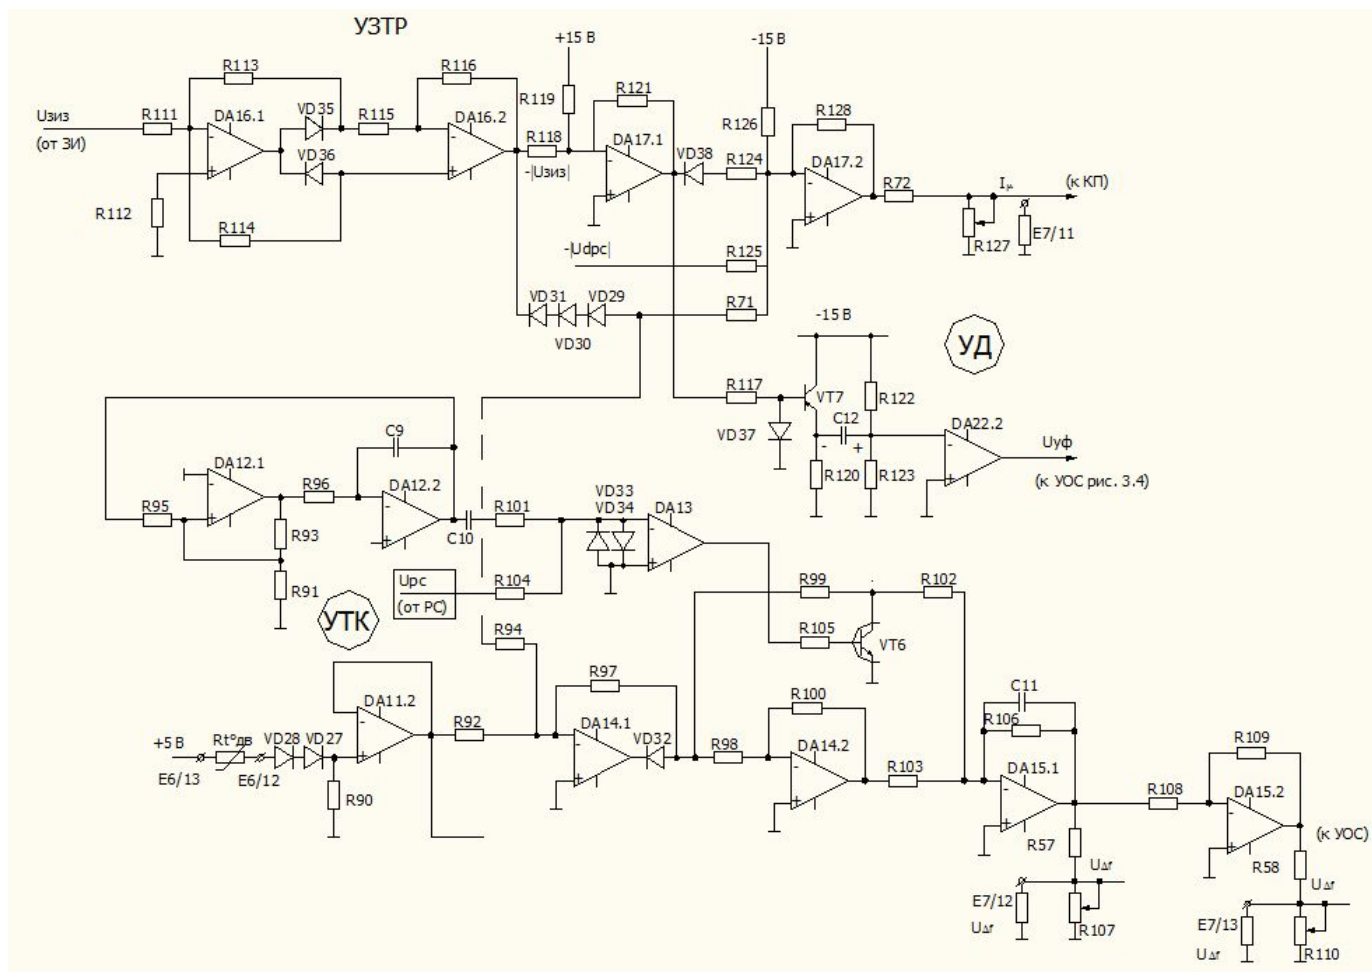 УЗТР
+15 В
-15 В
R113
R116
R119
R121
R126
R128
Uзиз
(от ЗИ)
R111
DA16.1
VD35
R115
DA16.2
R118
DA17.1
VD38
R124
DA17.2
R72
Iμ
(к КП)
VD36
-|Uзиз|
R112
R114
R127
E7/11
-|Udpc|
R125
VD31
VD29
R71
VD30
-15 В
УД
R117
VT7
R122
C9
VD37
C12
DA22.2
Uуф
DA12.1
R96
DA12.2
- +
R120
R123
(к УОС рис. 3.4)
R95
R93
C10
R101
VD33
VD34
DA13
R91
Uрс
(от РС)
R104
R99
R102
УТК
R94
R105
VT6
DA11.2
R97
R100
C11
R92
DA14.1
R106
+5 В
Rt°дв
VD28
VD27
VD32
R98
DA14.2
R103
DA15.1
R109
E6/13
E6/12
R90
R108
DA15.2
R57
(к УОС)
UΔf
R58
UΔf
E7/12
UΔf
R107
E7/13
UΔf
R110